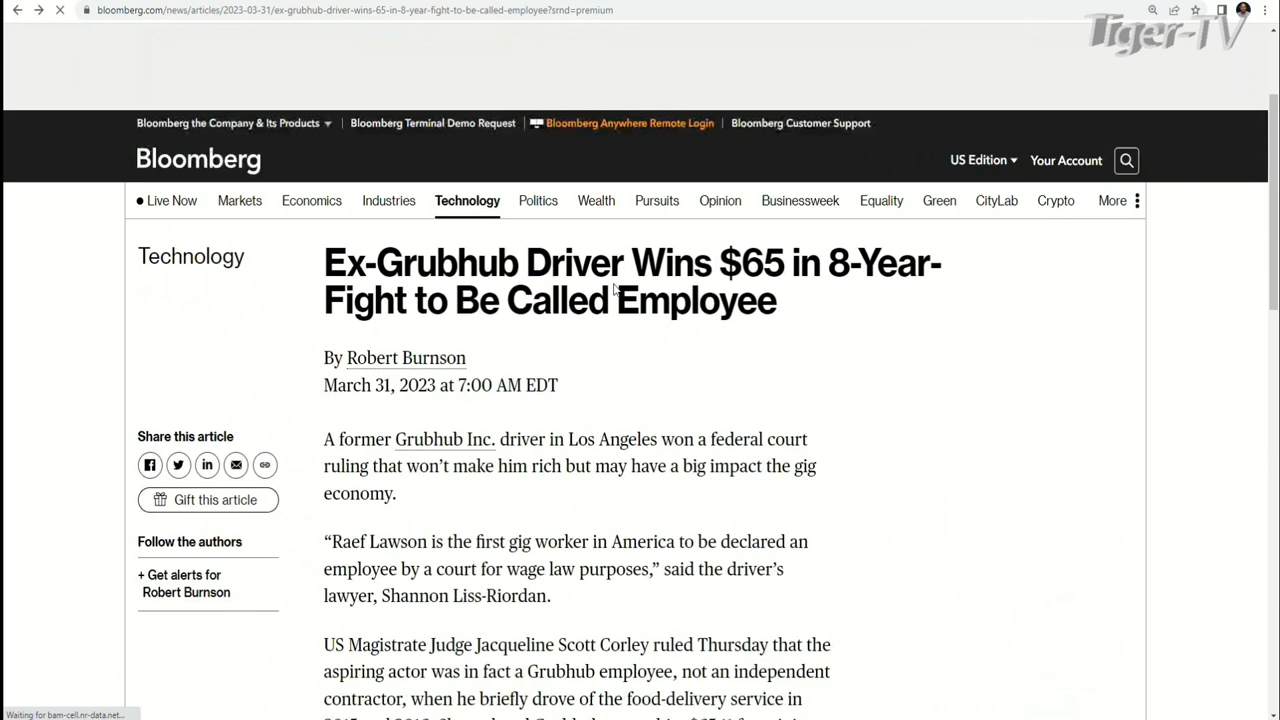 bloomberg.com/news/articles/2023-03-31/ex-grubhub-driver-wins-65-in-8-year-fight-to-be-called-employee?srnd=premium
Tiger-TV
Bloomberg the Company & Its Products
Bloomberg Terminal Demo Request
Bloomberg Anywhere Remote Login
Bloomberg Customer Support
Bloomberg
US Edition
Your Account
Live Now
Markets
Economics
Industries
Technology
Politics
Wealth
Pursuits
Opinion
Businessweek
Equality
Green
CityLab
Crypto
More
Technology
Ex-Grubhub Driver Wins $65 in 8-Year-
Fight to Be Called Employee
By Robert Burnson
March 31, 2023 at 7:00 AM EDT
Share this article
Gift this article
Follow the authors
+ Get alerts for
Robert Burnson
A former Grubhub Inc. driver in Los Angeles won a federal court
ruling that won’t make him rich but may have a big impact the gig
economy.
“Raef Lawson is the first gig worker in America to be declared an
employee by a court for wage law purposes,” said the driver’s
lawyer, Shannon Liss-Riordan.
US Magistrate Judge Jacqueline Scott Corley ruled Thursday that the
aspiring actor was in fact a Grubhub employee, not an independent
contractor, when he briefly drove of the food-delivery service in
Waiting for bam-cell.nr-data.net...